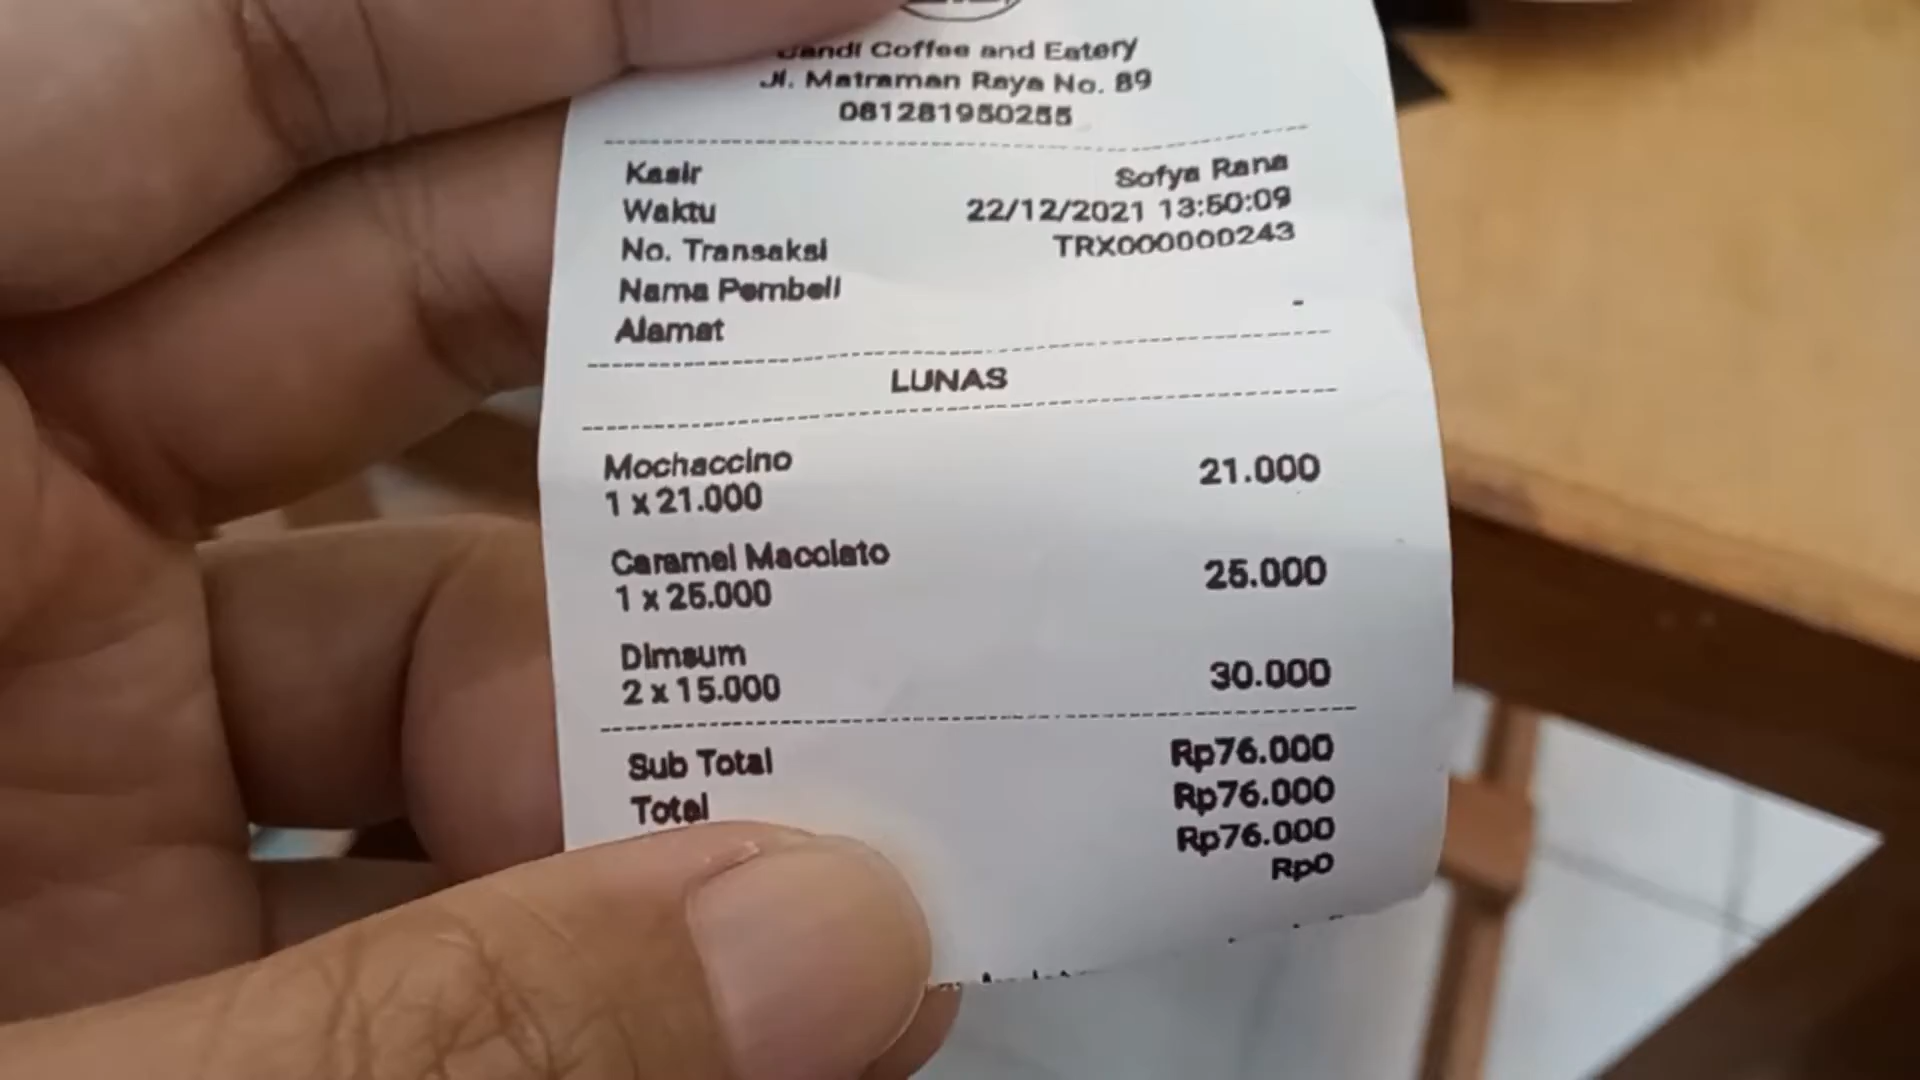 Coffee and Eatery
Jl. Matraman Raya No. 89
081281950255
Kasir Sofya Rana
Waktu 22/12/2021 13:50:09
No. Transaksi TRX000000243
Nama Pembeli
Alamat -
LUNAS
Mochaccino 21.000
1 x 21.000
Caramel Macciato 25.000
1 x 25.000
Dimsum 30.000
2 x 15.000
Sub Total Rp76.000
Total Rp76.000
Rp76.000
Rp0